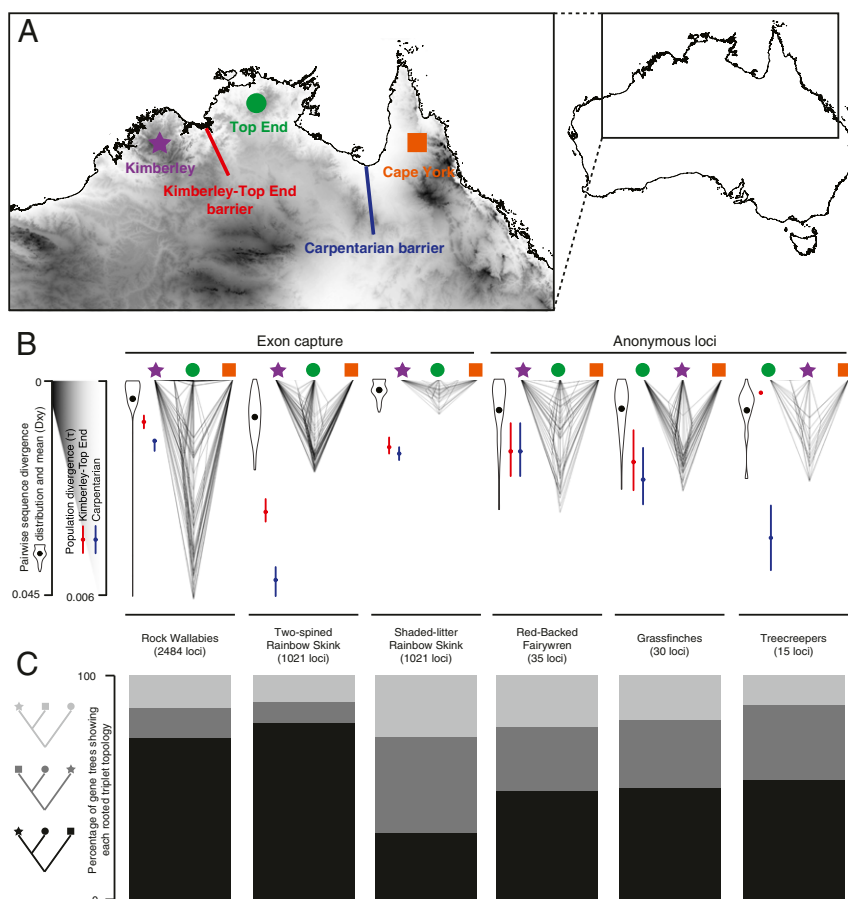 A
Top End
Kimberley
Cape York
Kimberley-Top End
barrier
Carpentarian barrier
B
Exon capture
Anonymous loci
0
Pairwise sequence divergence
distribution and mean (Dxy)
Population divergence (τ)
Kimberley-Top End
Carpentarian
0.045
0.006
Rock Wallabies
(2484 loci)
Two-spined
Rainbow Skink
(1021 loci)
Shaded-litter
Rainbow Skink
(1021 loci)
Red-Backed
Fairywren
(35 loci)
Grassfinches
(30 loci)
Treecreepers
(15 loci)
C
100
Percentage of gene trees showing
each rooted triplet topology